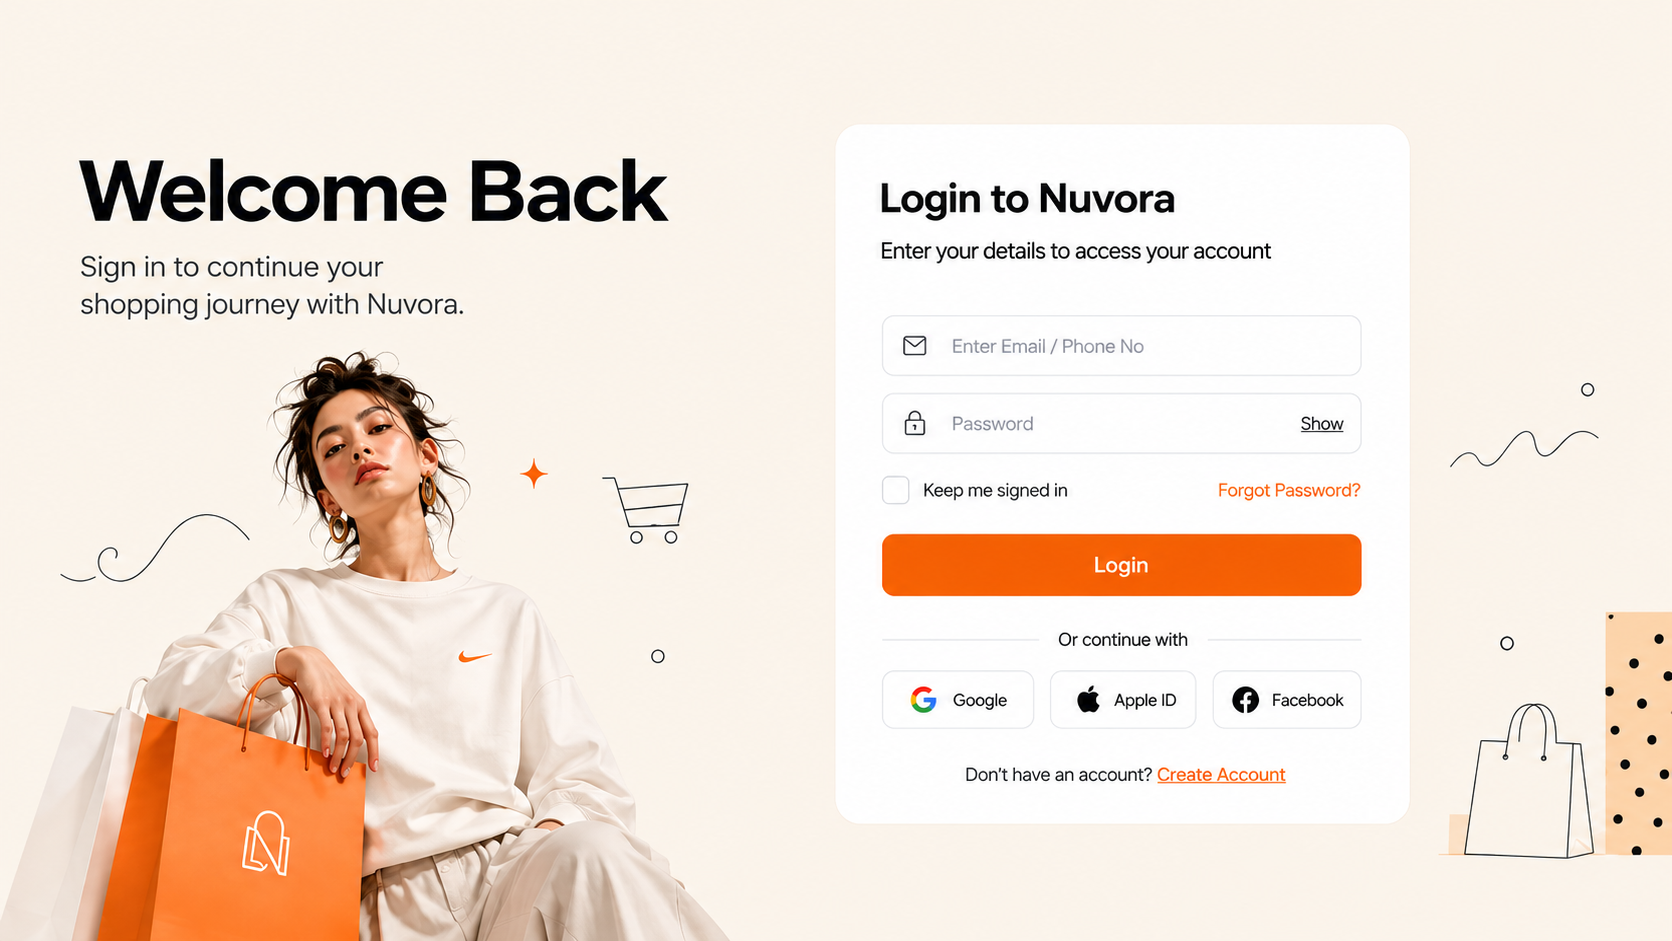 Welcome Back
Sign in to continue your
shopping journey with Nuvora.
Login to Nuvora
Enter your details to access your account
Enter Email / Phone No
Password
Show
Keep me signed in
Forgot Password?
Login
Or continue with
Google
Apple ID
Facebook
Don't have an account? Create Account